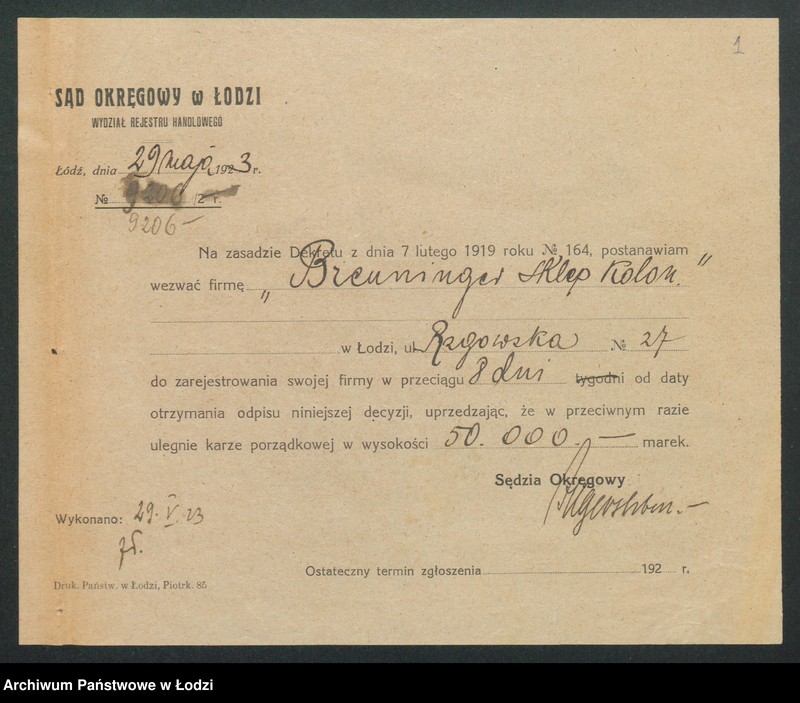 1
SĄD OKRĘGOWY w ŁODZI
WYDZIAŁ REJESTRU HANDLOWEGO
Łódź, dnia 29 maja 1923 r.
№ 9206 /2 r.
9206 —
Na zasadzie Dekretu z dnia 7 lutego 1919 roku № 164, postanawiam
wezwać firmę „Breuninger Sklep Kolon."
w Łodzi, ul. Rzgowska № 27
do zarejestrowania swojej firmy w przeciągu 8 dni tygodni od daty
otrzymania odpisu niniejszej decyzji, uprzedzając, że w przeciwnym razie
ulegnie karze porządkowej w wysokości 50.000.— marek.
Sędzia Okręgowy
Wykonano: 29. V. 23
Ostateczny termin zgłoszenia 192 r.
Druk. Państw. w Łodzi, Piotrk. 85
Archiwum Państwowe w Łodzi